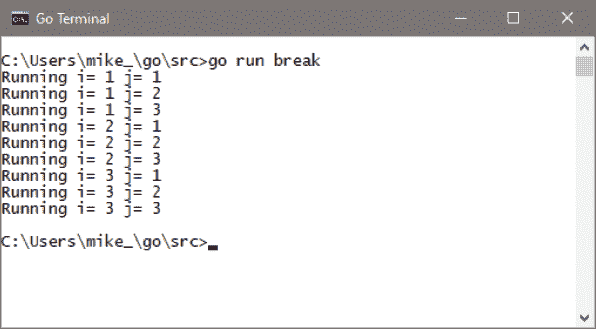 Go Terminal
C:\Users\mike_\go\src>go run break
Running i= 1 j= 1
Running i= 1 j= 2
Running i= 1 j= 3
Running i= 2 j= 1
Running i= 2 j= 2
Running i= 2 j= 3
Running i= 3 j= 1
Running i= 3 j= 2
Running i= 3 j= 3
C:\Users\mike_\go\src>